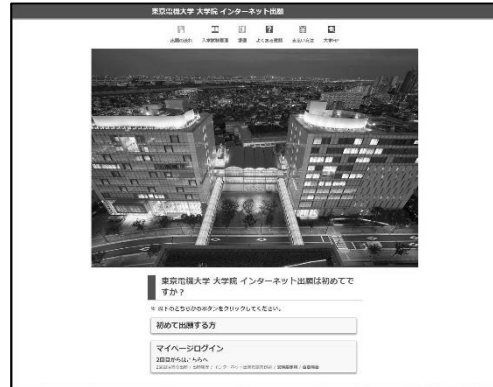 東京電機大学 大学院 インターネット出願
出願の流れ 入学試験要項 準備 よくある質問 お支払い方法 大学HP
東京電機大学 大学院 インターネット出願は初めてで
すか？
※ 以下のどちらかのボタンをクリックしてください。
初めて出願する方
マイページログイン
2回目からはこちらへ